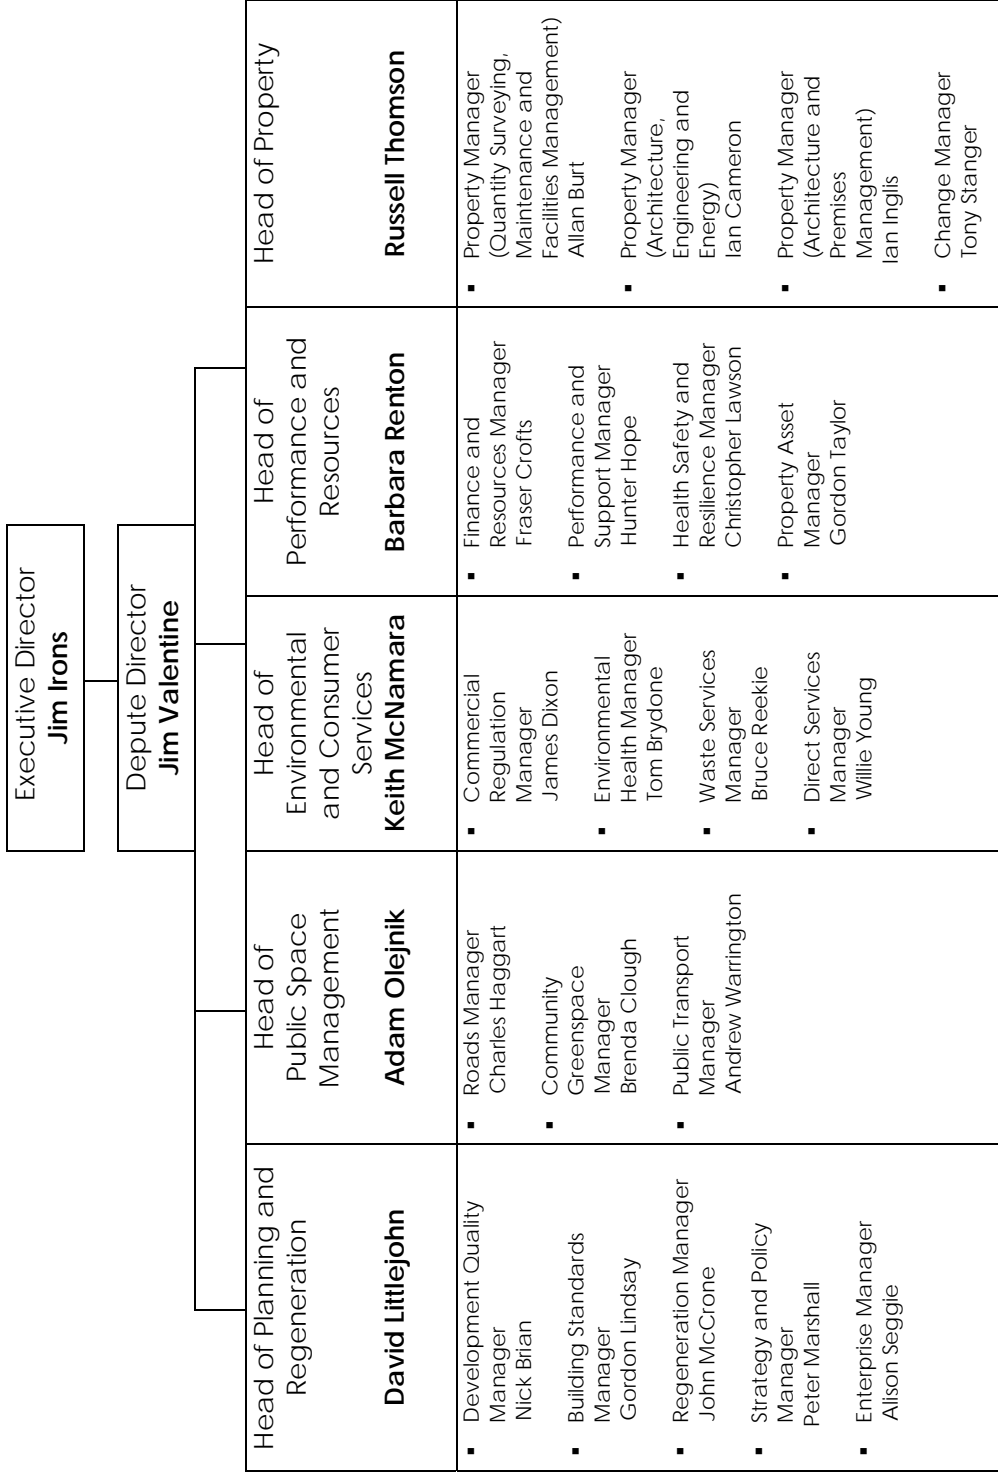 Executive Director
Jim Irons
Depute Director
Jim Valentine
Head of Planning and
Regeneration
David Littlejohn
Head of
Public Space
Management
Adam Olejnik
Head of
Environmental
and Consumer
Services
Keith McNamara
Head of
Performance and
Resources
Barbara Renton
Head of Property
Russell Thomson
▪ Development Quality
Manager
Nick Brian
▪ Building Standards
Manager
Gordon Lindsay
▪ Regeneration Manager
John McCrone
▪ Strategy and Policy
Manager
Peter Marshall
▪ Enterprise Manager
Alison Seggie
▪ Roads Manager
Charles Haggart
▪ Community
Greenspace
Manager
Brenda Clough
▪ Public Transport
Manager
Andrew Warrington
▪ Commercial
Regulation
Manager
James Dixon
▪ Environmental
Health Manager
Tom Brydone
▪ Waste Services
Manager
Bruce Reekie
▪ Direct Services
Manager
Willie Young
▪ Finance and
Resources Manager
Fraser Crofts
▪ Performance and
Support Manager
Hunter Hope
▪ Health Safety and
Resilience Manager
Christopher Lawson
▪ Property Asset
Manager
Gordon Taylor
▪ Property Manager
(Quantity Surveying,
Maintenance and
Facilities Management)
Allan Burt
▪ Property Manager
(Architecture,
Engineering and
Energy)
Ian Cameron
▪ Property Manager
(Architecture and
Premises
Management)
Ian Inglis
▪ Change Manager
Tony Stanger